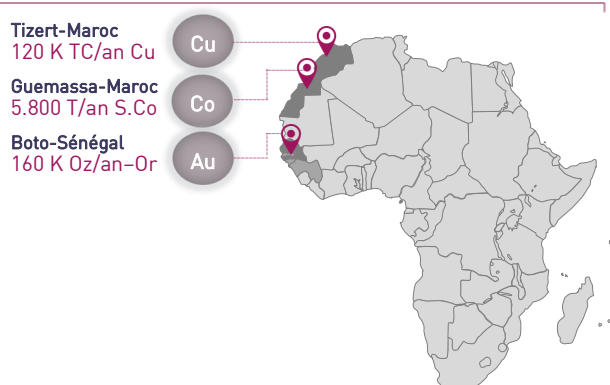 Tizert-Maroc
120 K TC/an Cu
Cu
Guemassa-Maroc
5.800 T/an S.Co
Co
Boto-Sénégal
160 K Oz/an–Or
Au